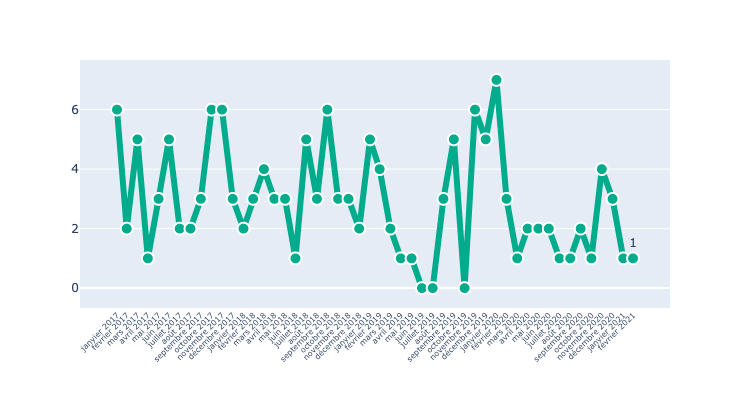 6
4
2
0
1
janvier 2017
février 2017
mars 2017
avril 2017
mai 2017
juin 2017
juillet 2017
août 2017
septembre 2017
octobre 2017
novembre 2017
décembre 2017
janvier 2018
février 2018
mars 2018
avril 2018
mai 2018
juin 2018
juillet 2018
août 2018
septembre 2018
octobre 2018
novembre 2018
décembre 2018
janvier 2019
février 2019
mars 2019
avril 2019
mai 2019
juin 2019
juillet 2019
août 2019
septembre 2019
octobre 2019
novembre 2019
décembre 2019
janvier 2020
février 2020
mars 2020
avril 2020
mai 2020
juin 2020
juillet 2020
août 2020
septembre 2020
octobre 2020
novembre 2020
décembre 2020
janvier 2021
février 2021